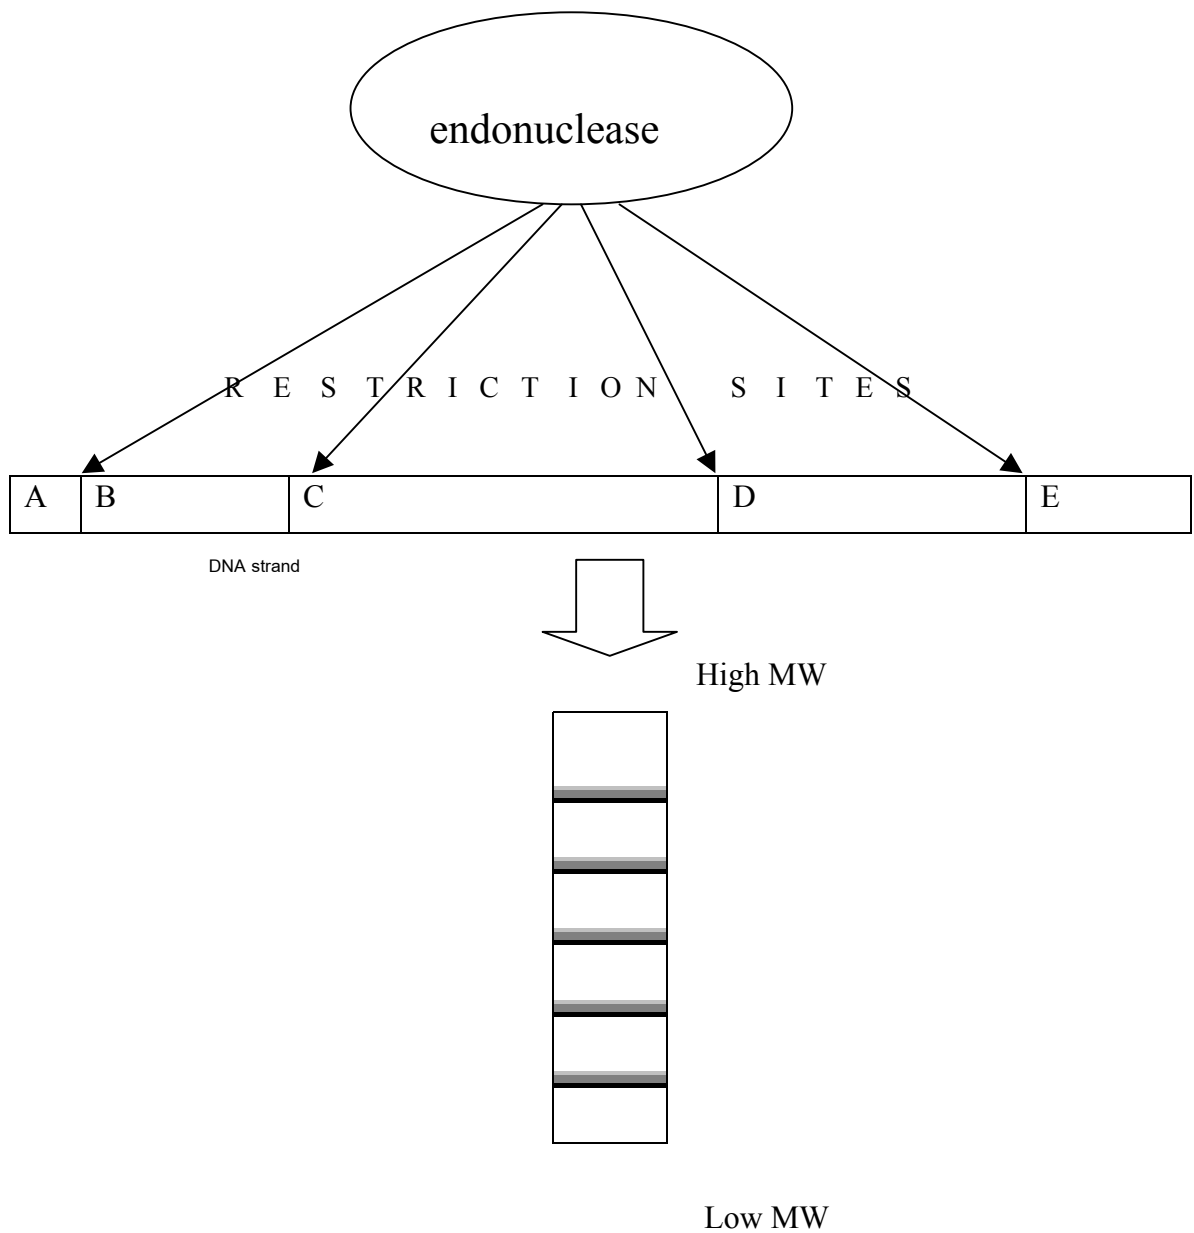 endonuclease
R E S T R I C T I O N S I T E S
A B C D E
DNA strand
High MW
Low MW